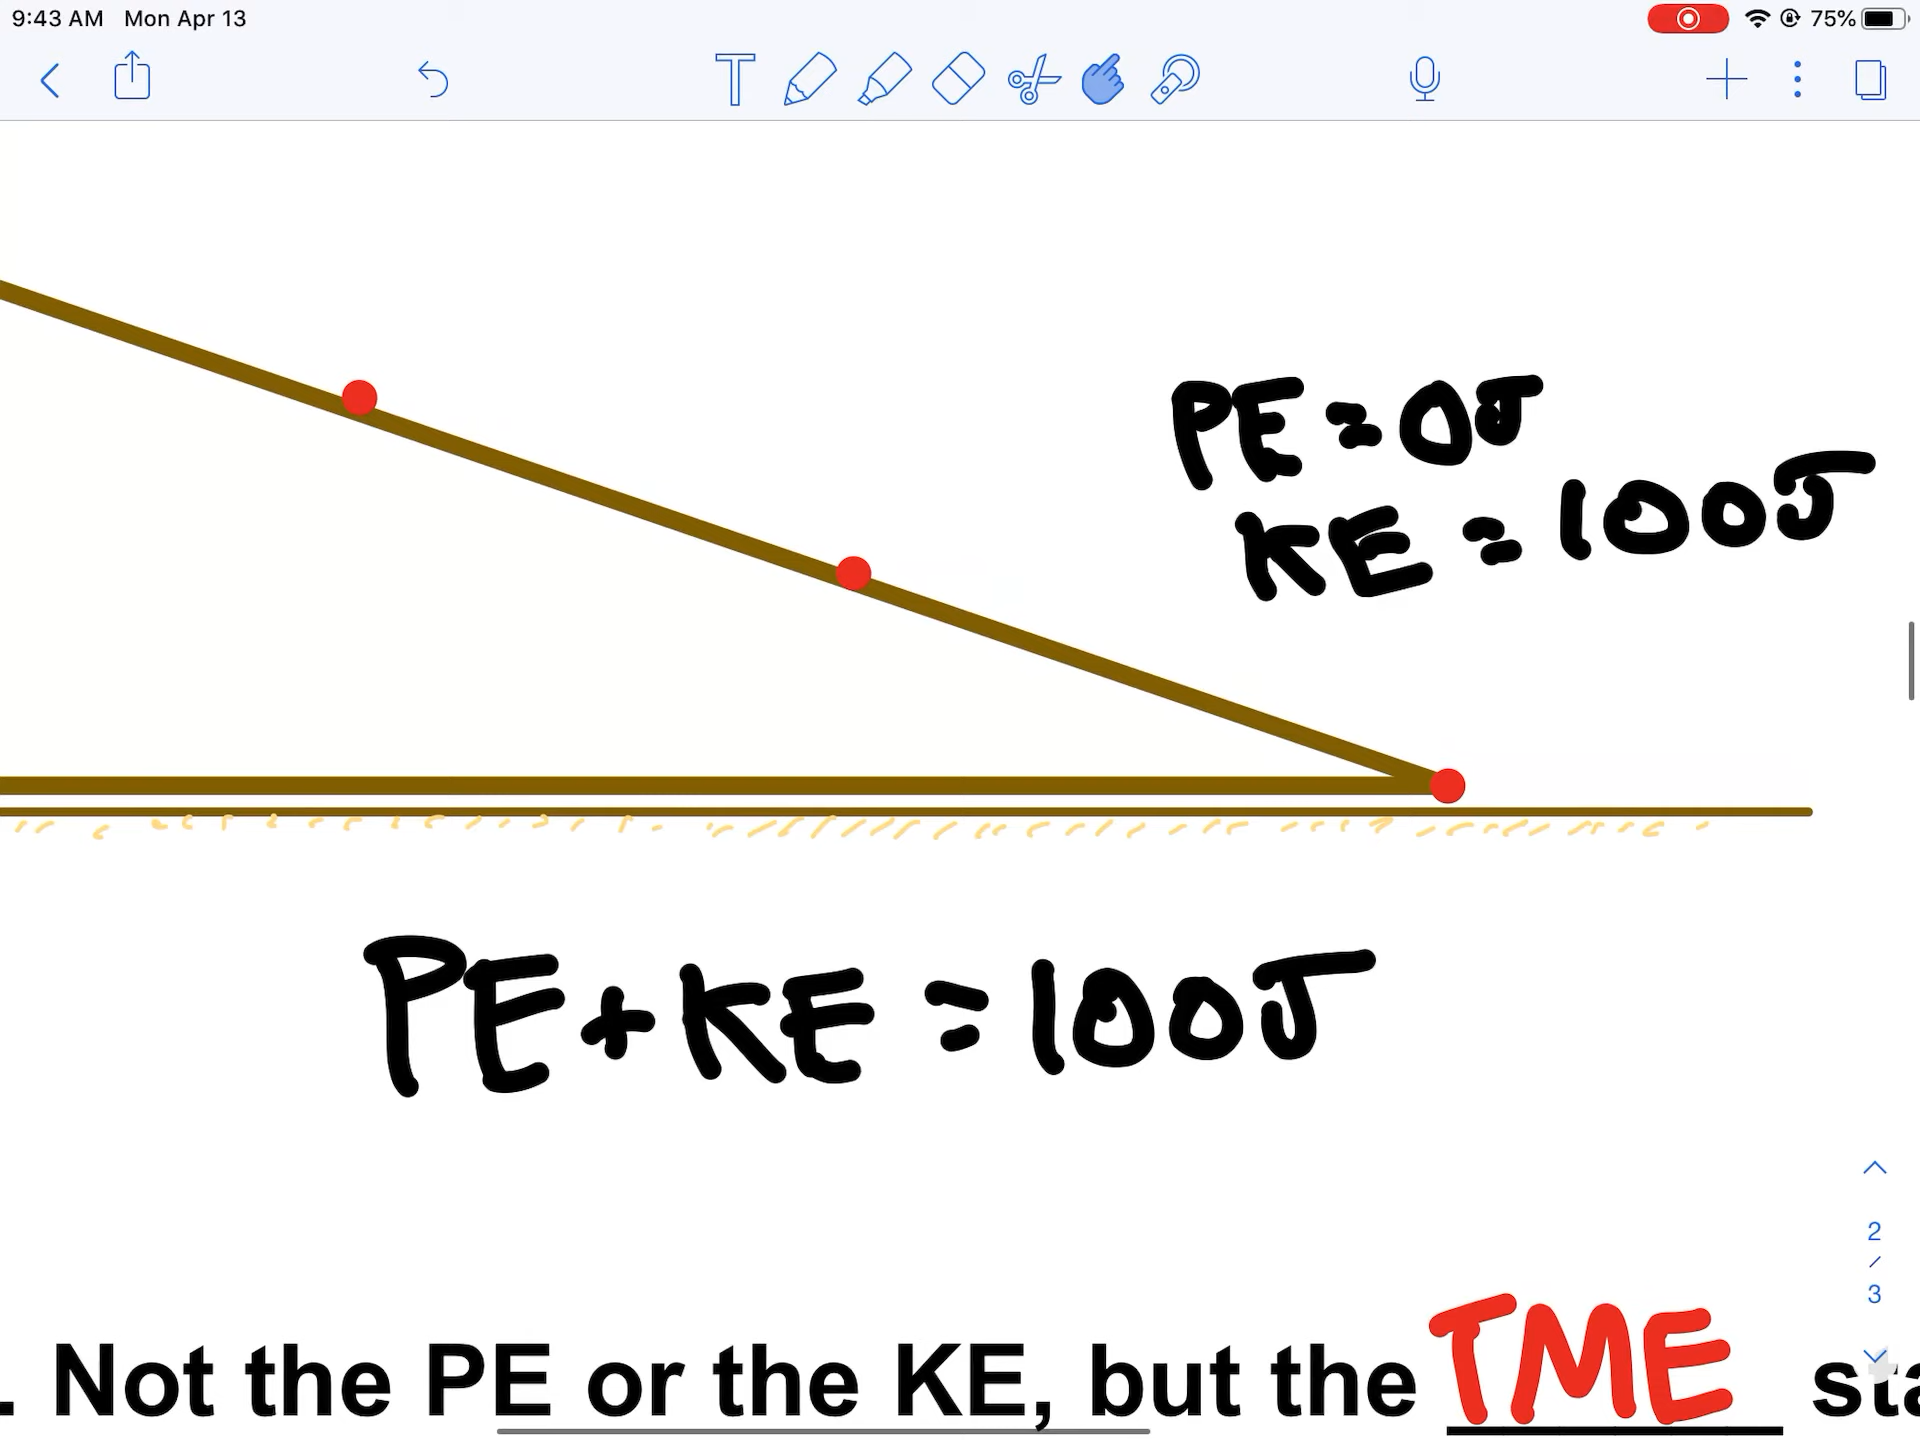 9:43 AM Mon Apr 13 75%
PE = 0J
KE = 100J
PE + KE = 100J
2
/
3
. Not the PE or the KE, but the TME sta